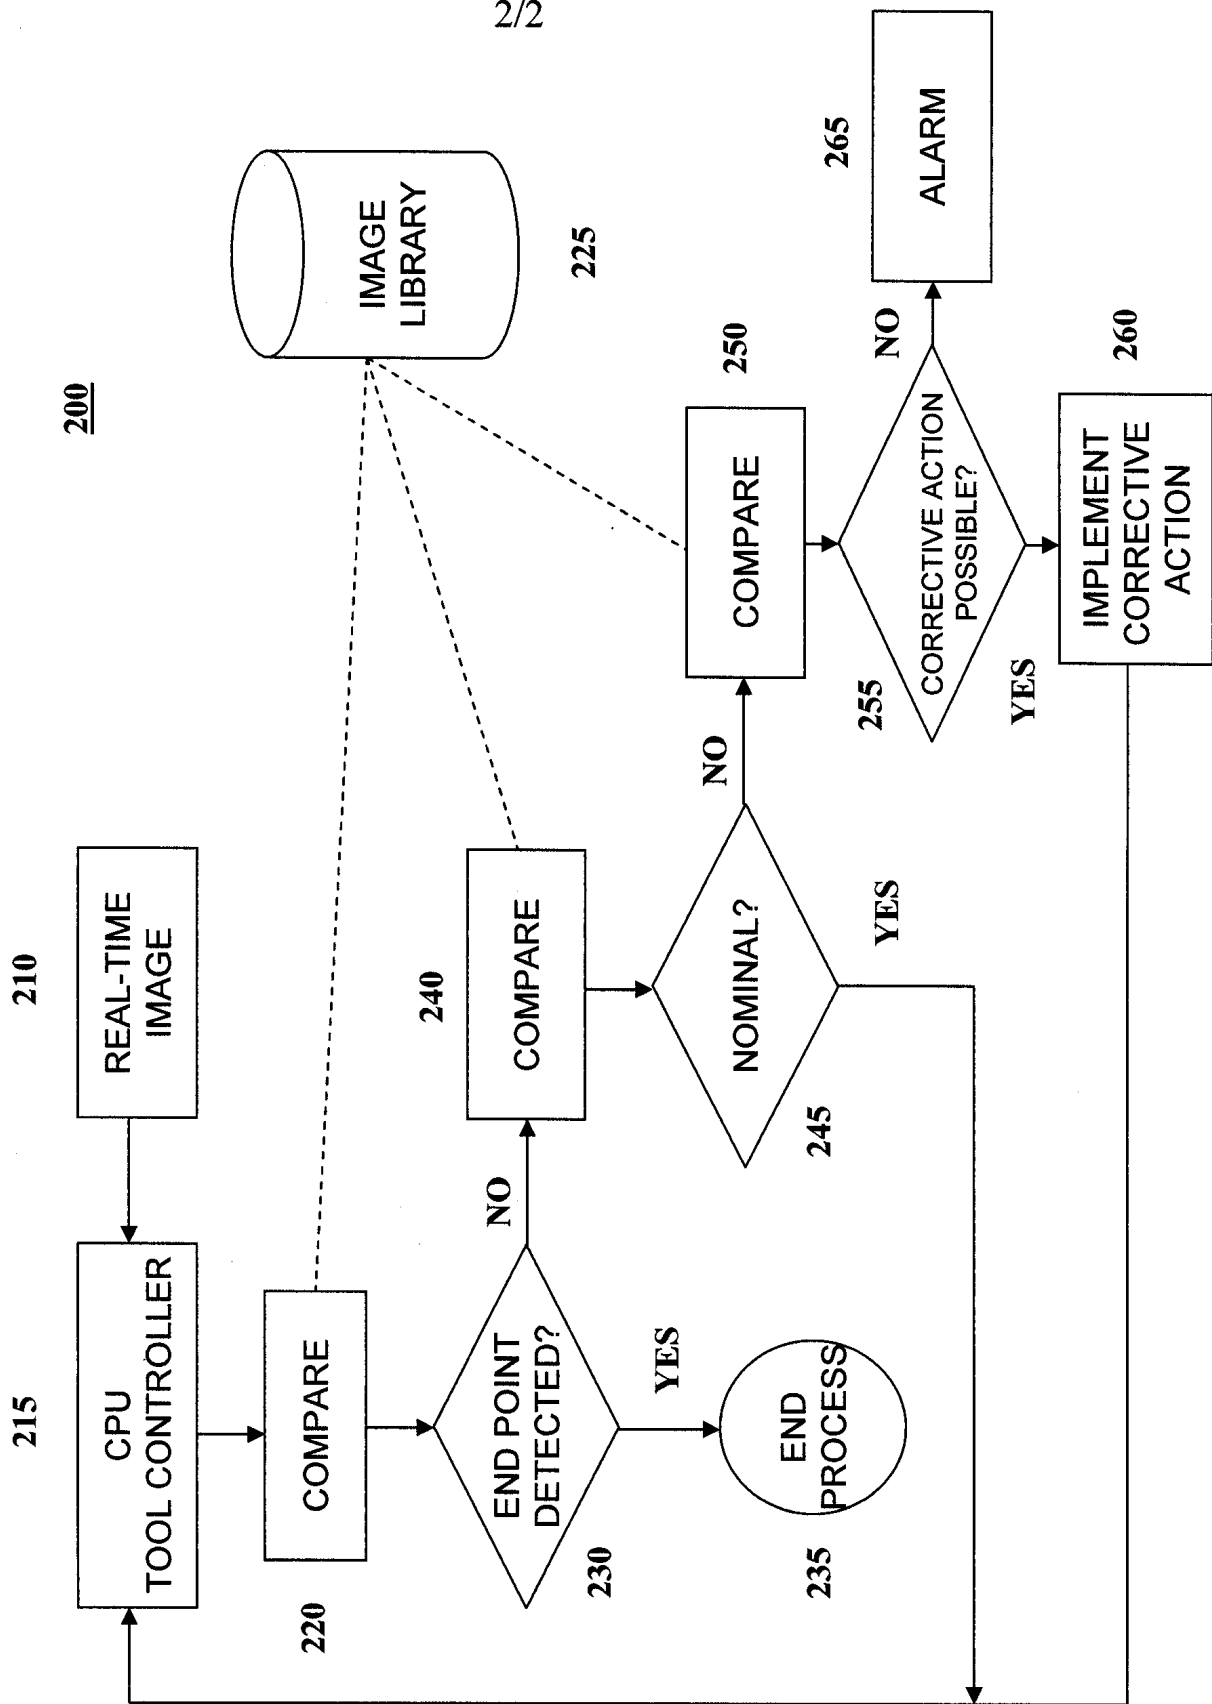 2/2
200
210
REAL-TIME
IMAGE
215
CPU
TOOL CONTROLLER
220
COMPARE
IMAGE
LIBRARY
225
230
END POINT
DETECTED?
NO
YES
235
END
PROCESS
240
COMPARE
245
NOMINAL?
NO
YES
250
COMPARE
255
CORRECTIVE ACTION
POSSIBLE?
NO
YES
265
ALARM
260
IMPLEMENT
CORRECTIVE
ACTION